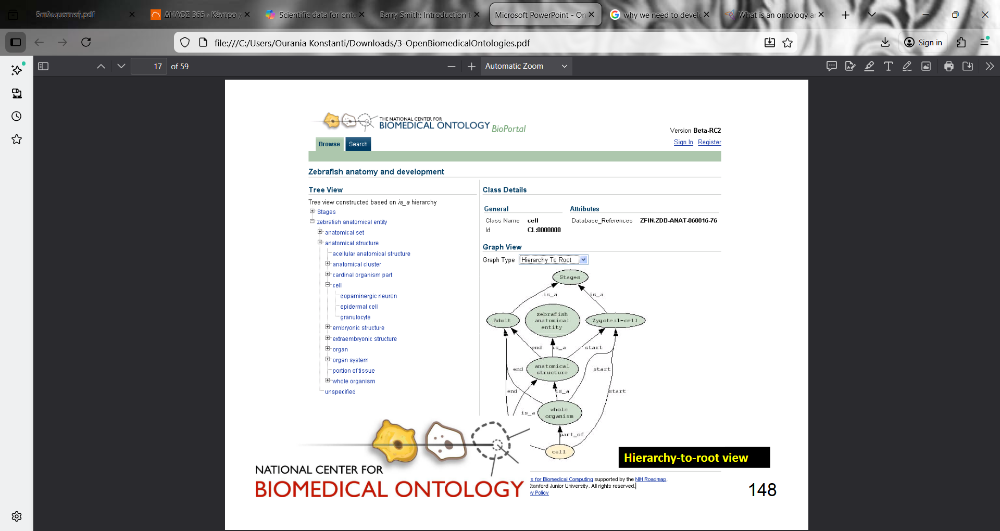 διπλωματική.pdf
ΔΗΛΟΣ 365 › Κέντρο
Scientific data for onto
Barry Smith: Introduction t
Microsoft PowerPoint - On
why we need to develo
What is an ontology a
file:///C:/Users/Ourania Konstanti/Downloads/3-OpenBiomedicalOntologies.pdf
Sign in
17 of 59
Automatic Zoom
THE NATIONAL CENTER FOR
BIOMEDICAL ONTOLOGY BioPortal
Version Beta-RC2
Browse Search
Sign In Register
Zebrafish anatomy and development
Tree View
Tree view constructed based on is_a hierarchy
Stages
zebrafish anatomical entity
anatomical set
anatomical structure
acellular anatomical structure
anatomical cluster
cardinal organism part
cell
dopaminergic neuron
epidermal cell
granulocyte
embryonic structure
extraembryonic structure
organ
organ system
portion of tissue
whole organism
unspecified
Class Details
General
Attributes
Class Name cell
Database_References ZFIN:ZDB-ANAT-060816-76
Id CL:0000000
Graph View
Graph Type Hierarchy To Root
Stages
is_a is_a
Adult
zebrafish
anatomical
entity
Zygote:1-cell
end is_a start
anatomical
structure
end start
end is_a start
whole
organism
is_a
part_of
cell
Hierarchy-to-root view
NATIONAL CENTER FOR
BIOMEDICAL ONTOLOGY
s for Biomedical Computing supported by the NIH Roadmap.
Stanford Junior University. All rights reserved.
y Policy
148